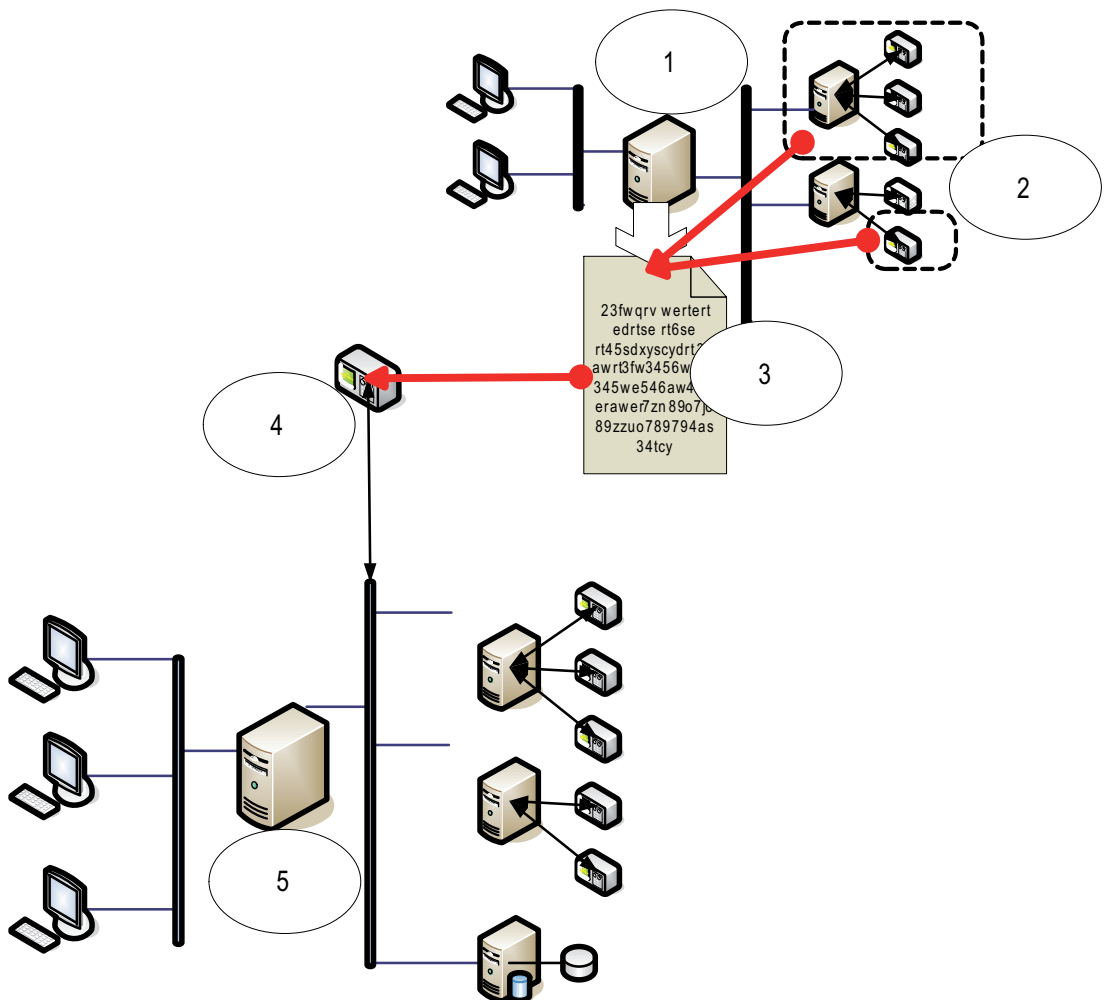 1
2
23fwqrv wertert
edrtse rt6se
rt45sdxyscydrt
awrt3fw3456w
3
345we546aw4
erawer7zn89o7j
89zzuo789794as
34tcy
4
5